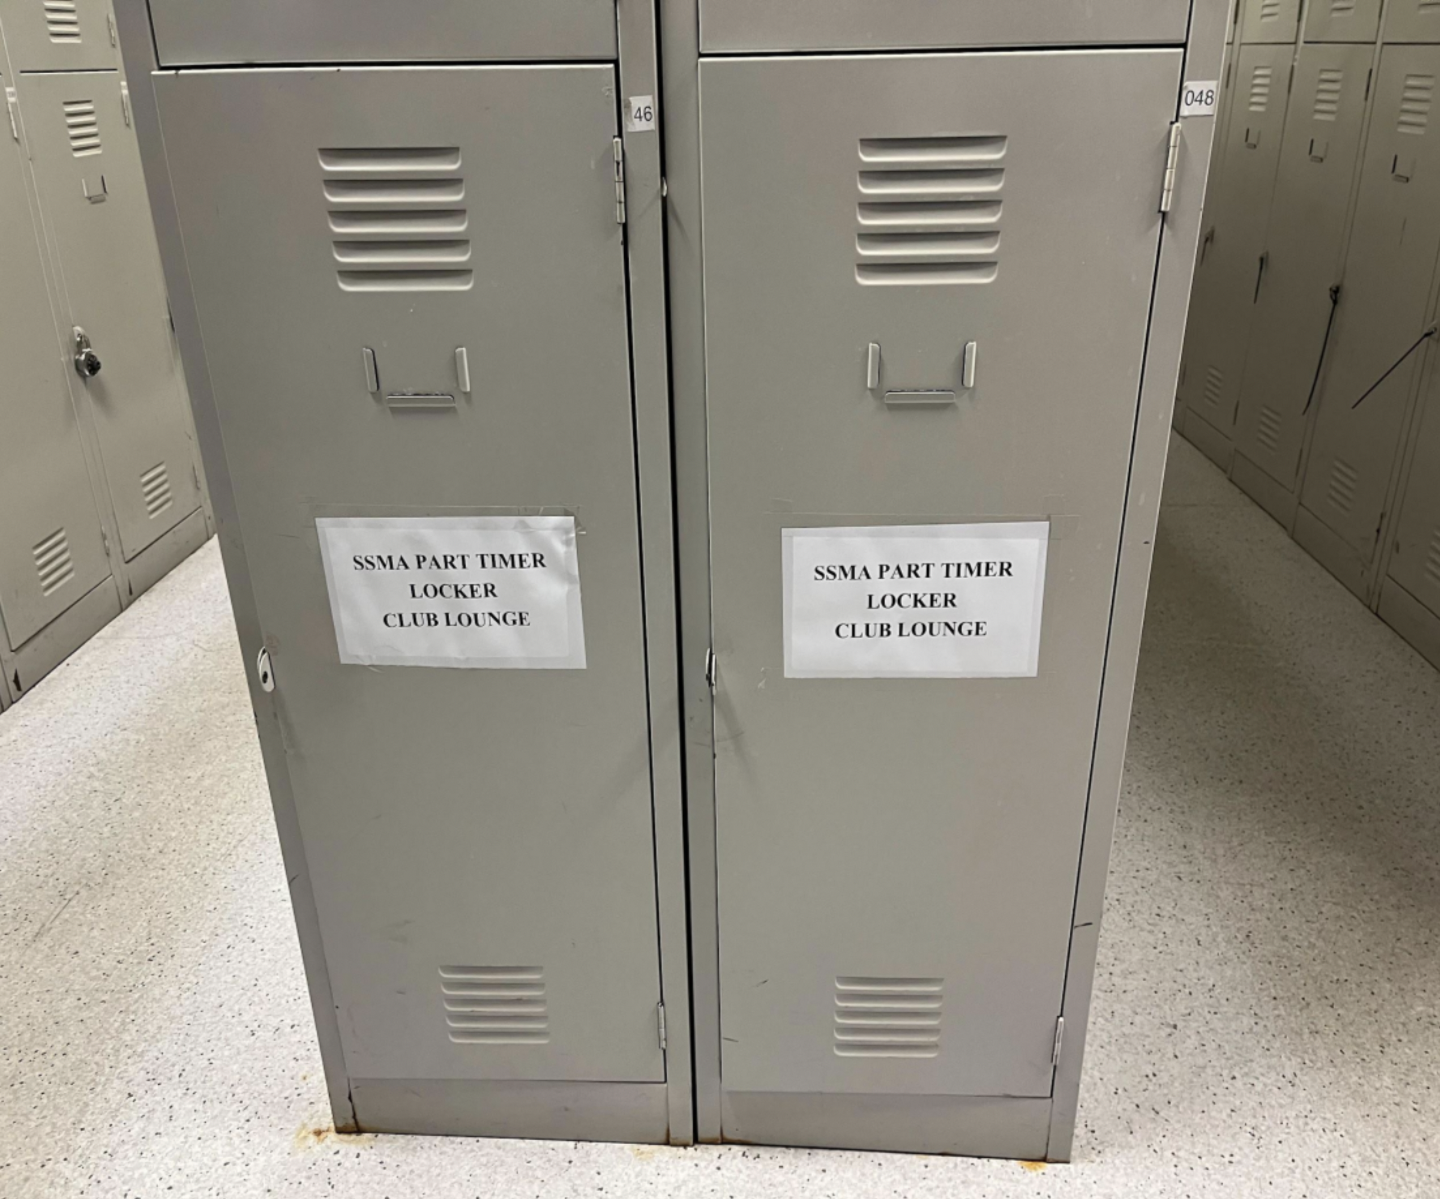 46
048
SSMA PART TIMER
LOCKER
CLUB LOUNGE
SSMA PART TIMER
LOCKER
CLUB LOUNGE